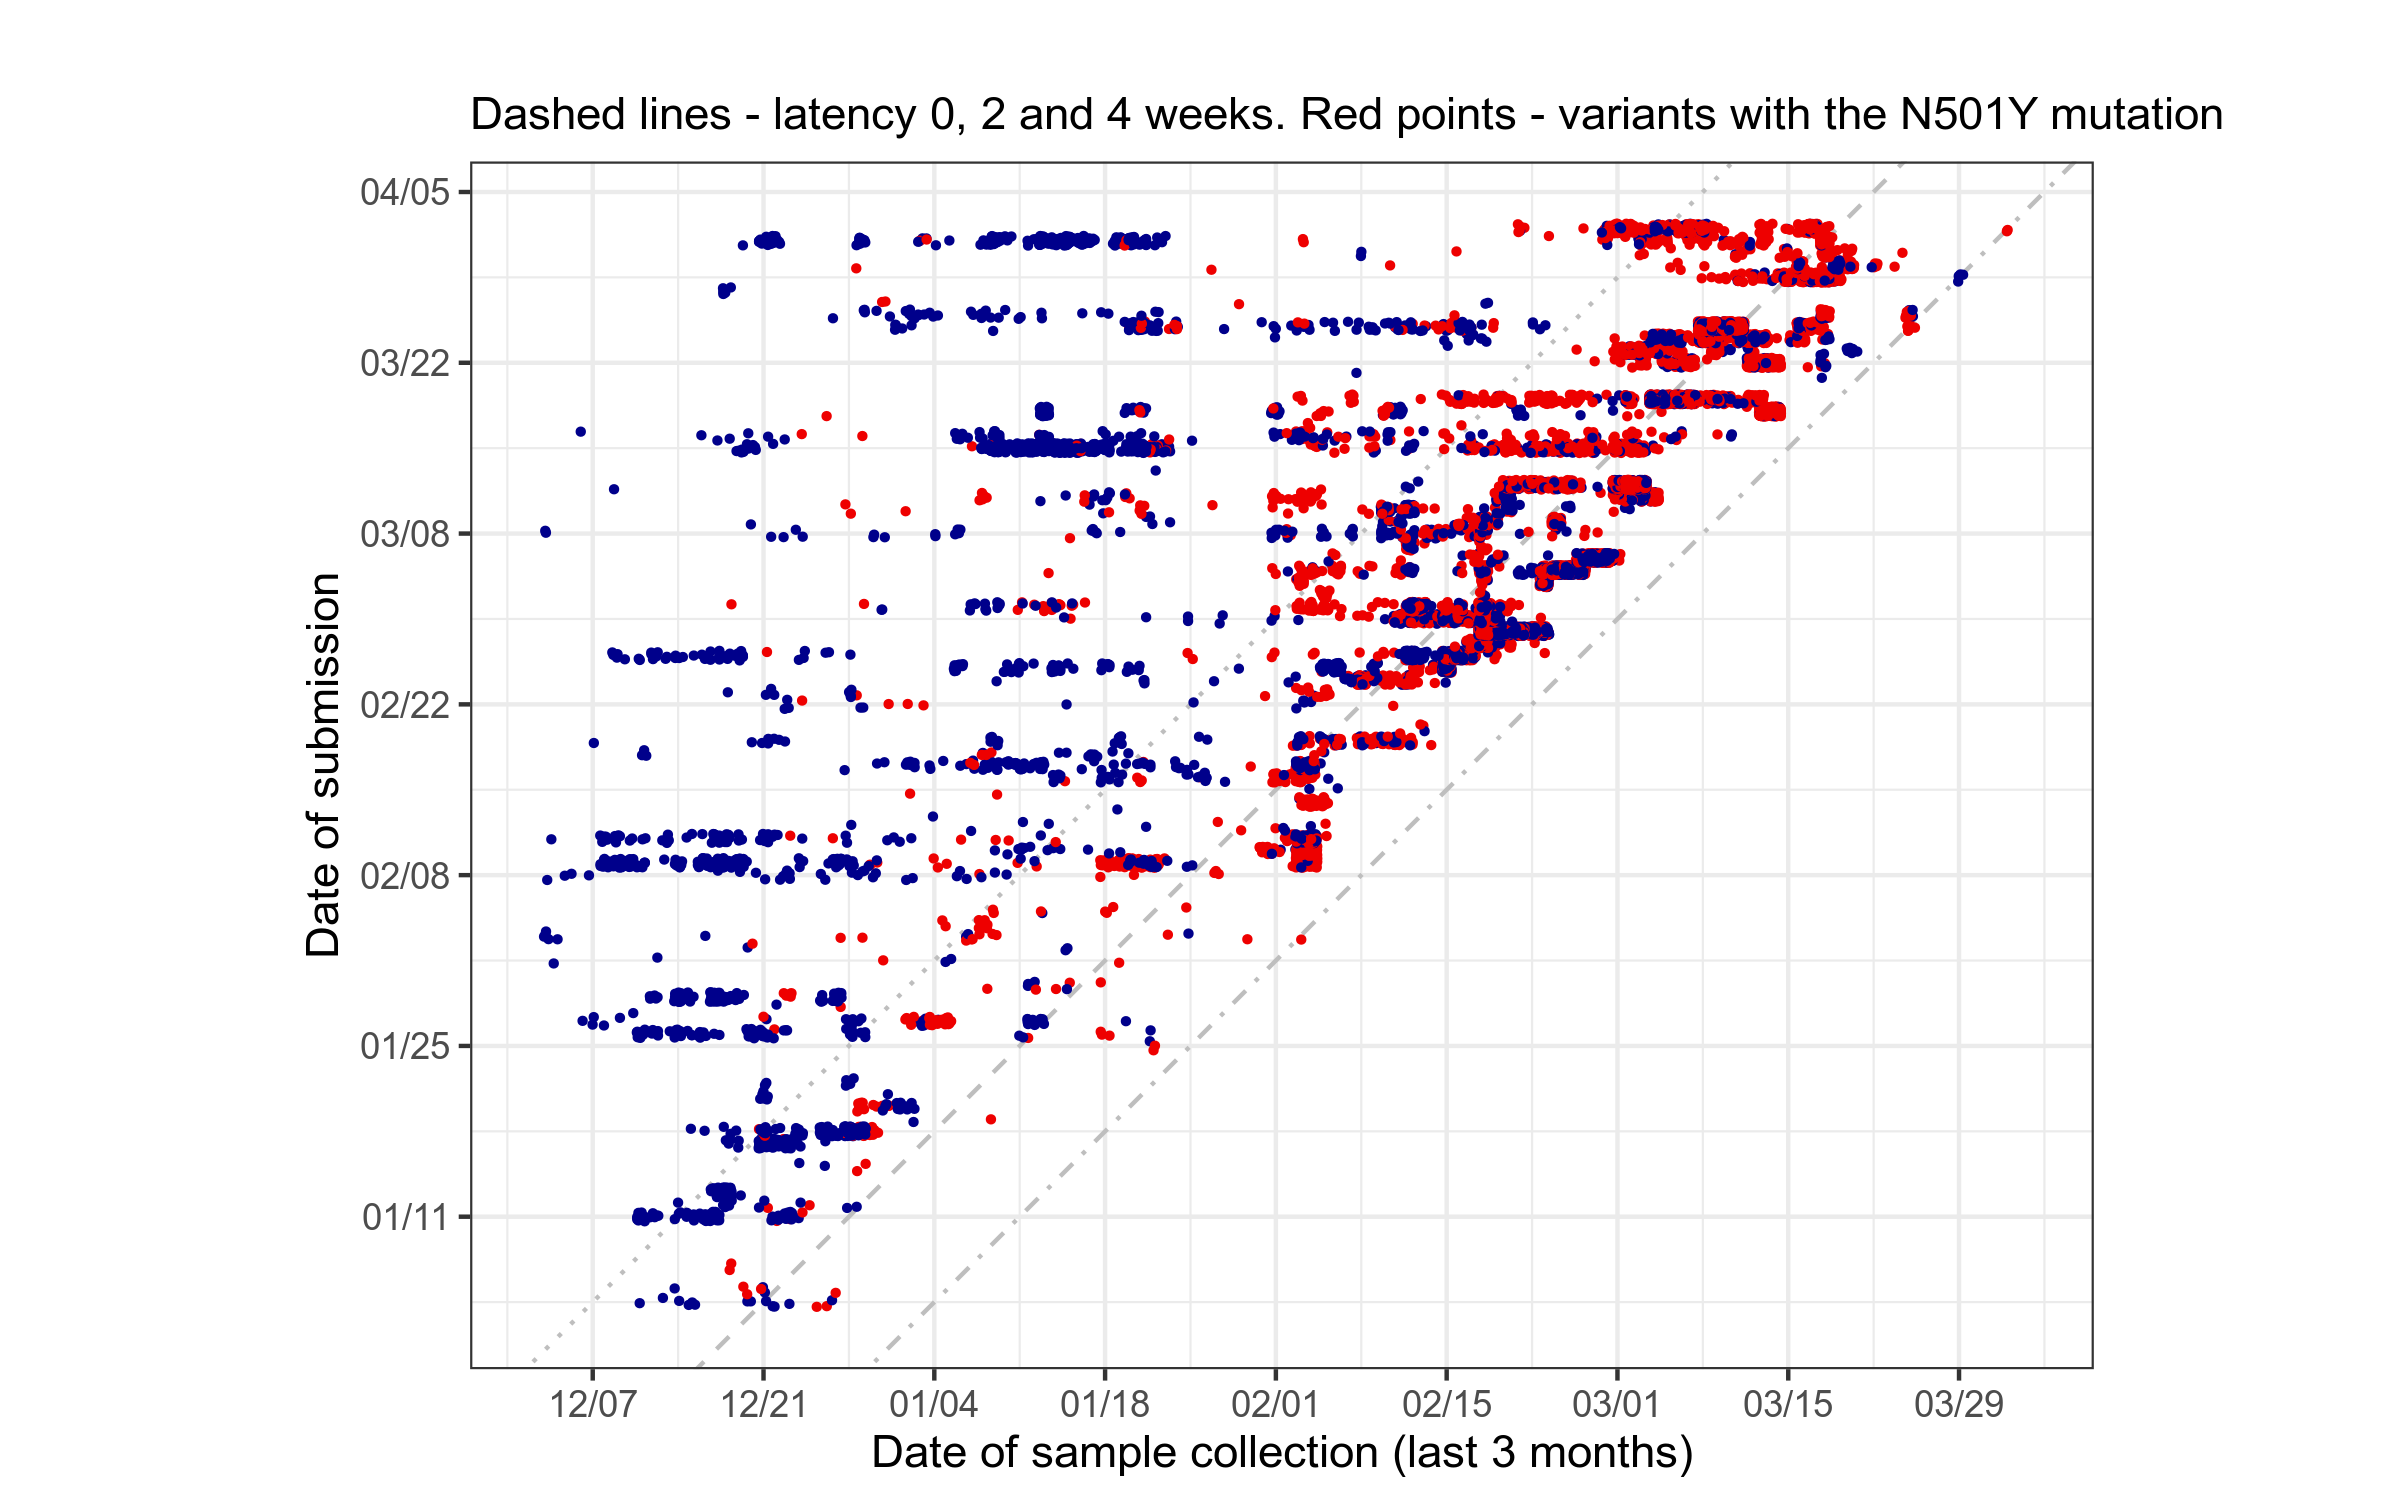 Dashed lines - latency 0, 2 and 4 weeks. Red points - variants with the N501Y mutation
04/05
03/22
03/08
02/22
02/08
01/25
01/11
Date of submission
12/07 12/21 01/04 01/18 02/01 02/15 03/01 03/15 03/29
Date of sample collection (last 3 months)